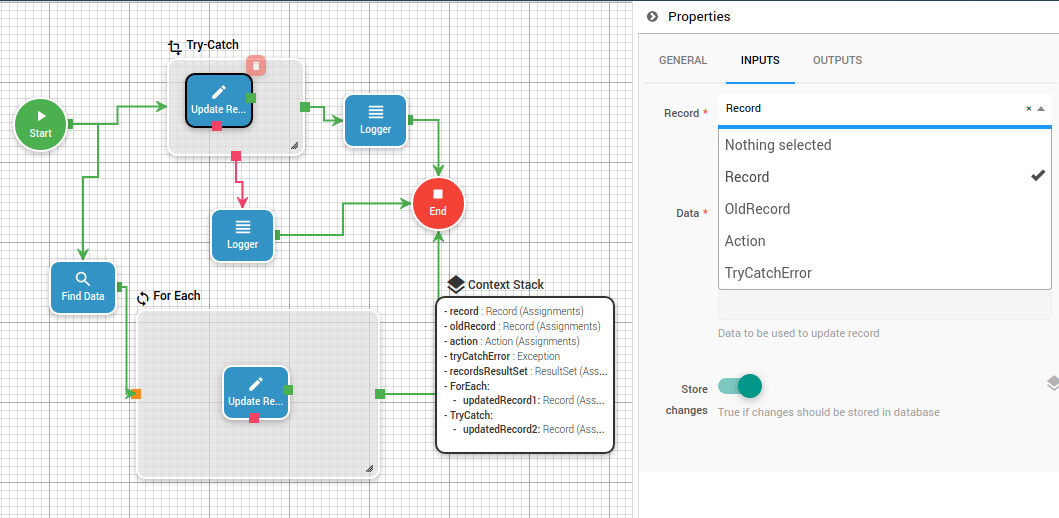 Try-Catch
Update Re...
Start
Logger
End
Logger
Find Data
For Each
Update Re...
Context Stack
- record : Record (Assignments)
- oldRecord : Record (Assignments)
- action : Action (Assignments)
- tryCatchError : Exception
- recordsResultSet : ResultSet (Ass...
- ForEach:
- updatedRecord1: Record (Ass...
- TryCatch:
- updatedRecord2: Record (Ass...
Properties
GENERAL INPUTS OUTPUTS
Record * Record × 
Nothing selected
Record
OldRecord
Data *
Action
TryCatchError
Data to be used to update record
Store changes
True if changes should be stored in database